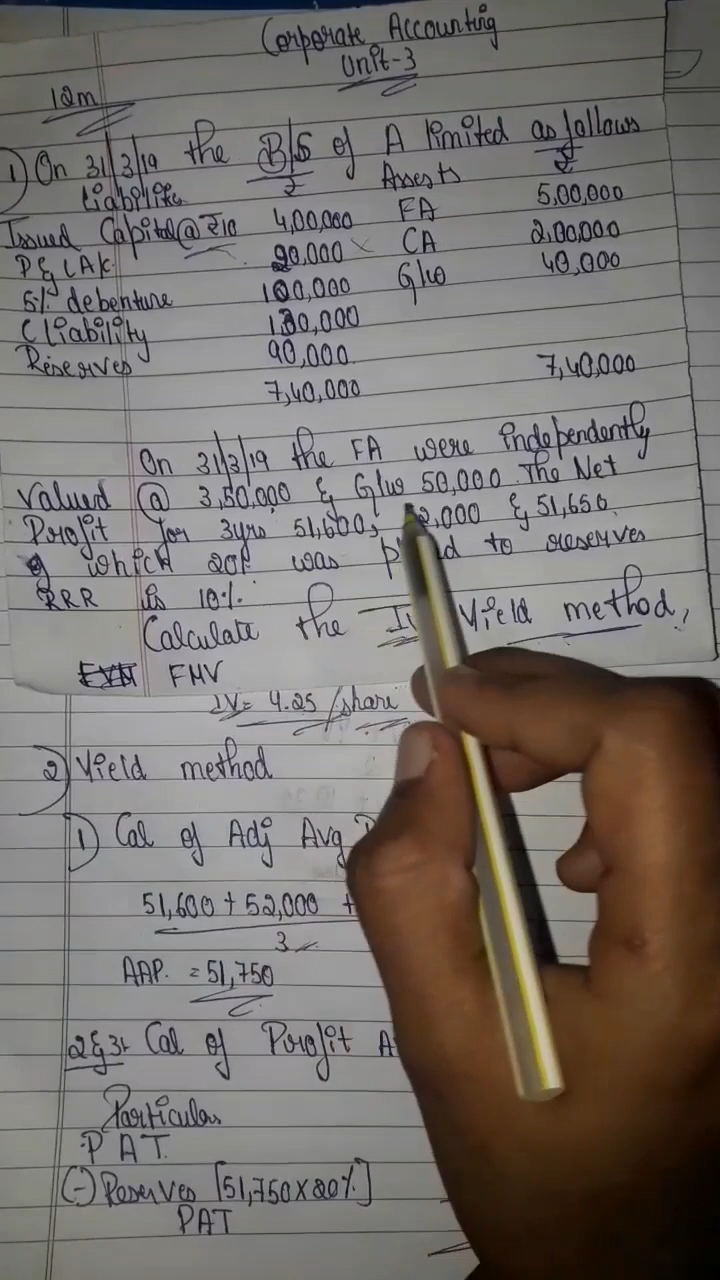 Corporate Accounting
Unit-3
12m
1) On 31/3/19 the B/S of A limited as follows
Liabilitie ₹ Assests ₹
Issued Capital @ ₹10 4,00,000 FA 5,00,000
P&L A/c 20,000 CA 2,00,000
5% debenture 100,000 G/w 40,000
C liability 130,000
Reserves 90,000
7,40,000 7,40,000
On 31/3/19 the FA were independently
valued @ 3,50,000 & G/w 50,000. The Net
Profit for 3yrs 51,600, 2,000 & 51,650
which 20% was to reserves
RRR is 10%.
Calculate the Yield method,
FMV
IV = 4.25 /share
2) Yield method
1) Cal of Adj Avg
51,600 + 52,000 +
3
AAP. = 51,750
2&3: Cal of Profit A
Particulars
PAT
(-) Reserves [51,750 x 20%]
PAT